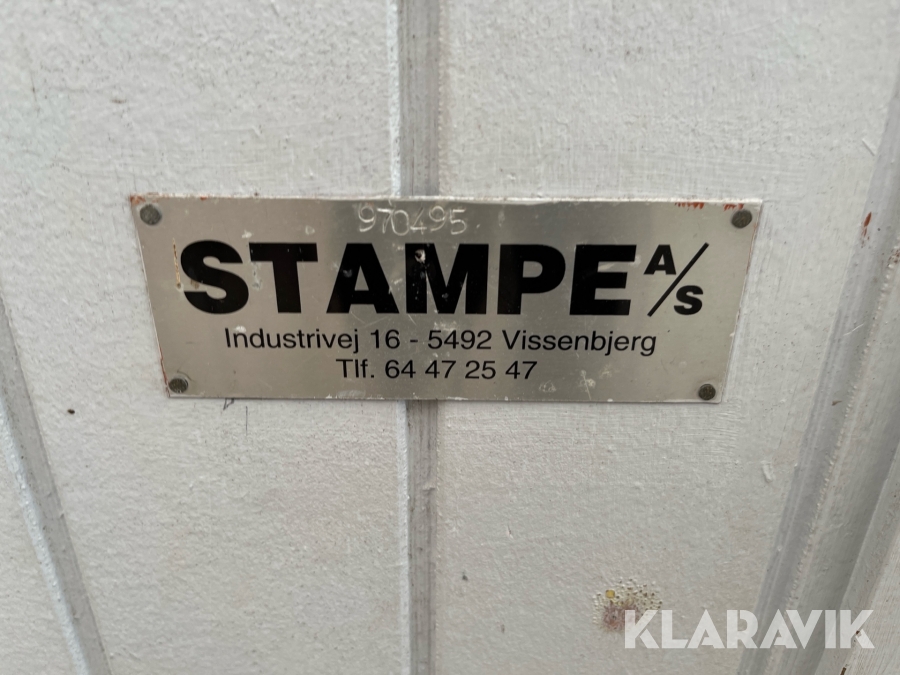 970495
STAMPE A/S
Industrivej 16 - 5492 Vissenbjerg
Tlf. 64 47 25 47
KLARAVIK